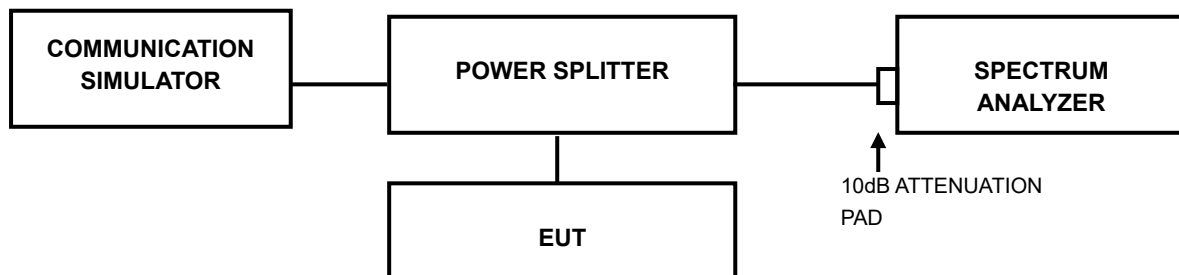 COMMUNICATION
SIMULATOR
POWER SPLITTER
SPECTRUM
ANALYZER
10dB ATTENUATION
PAD
EUT